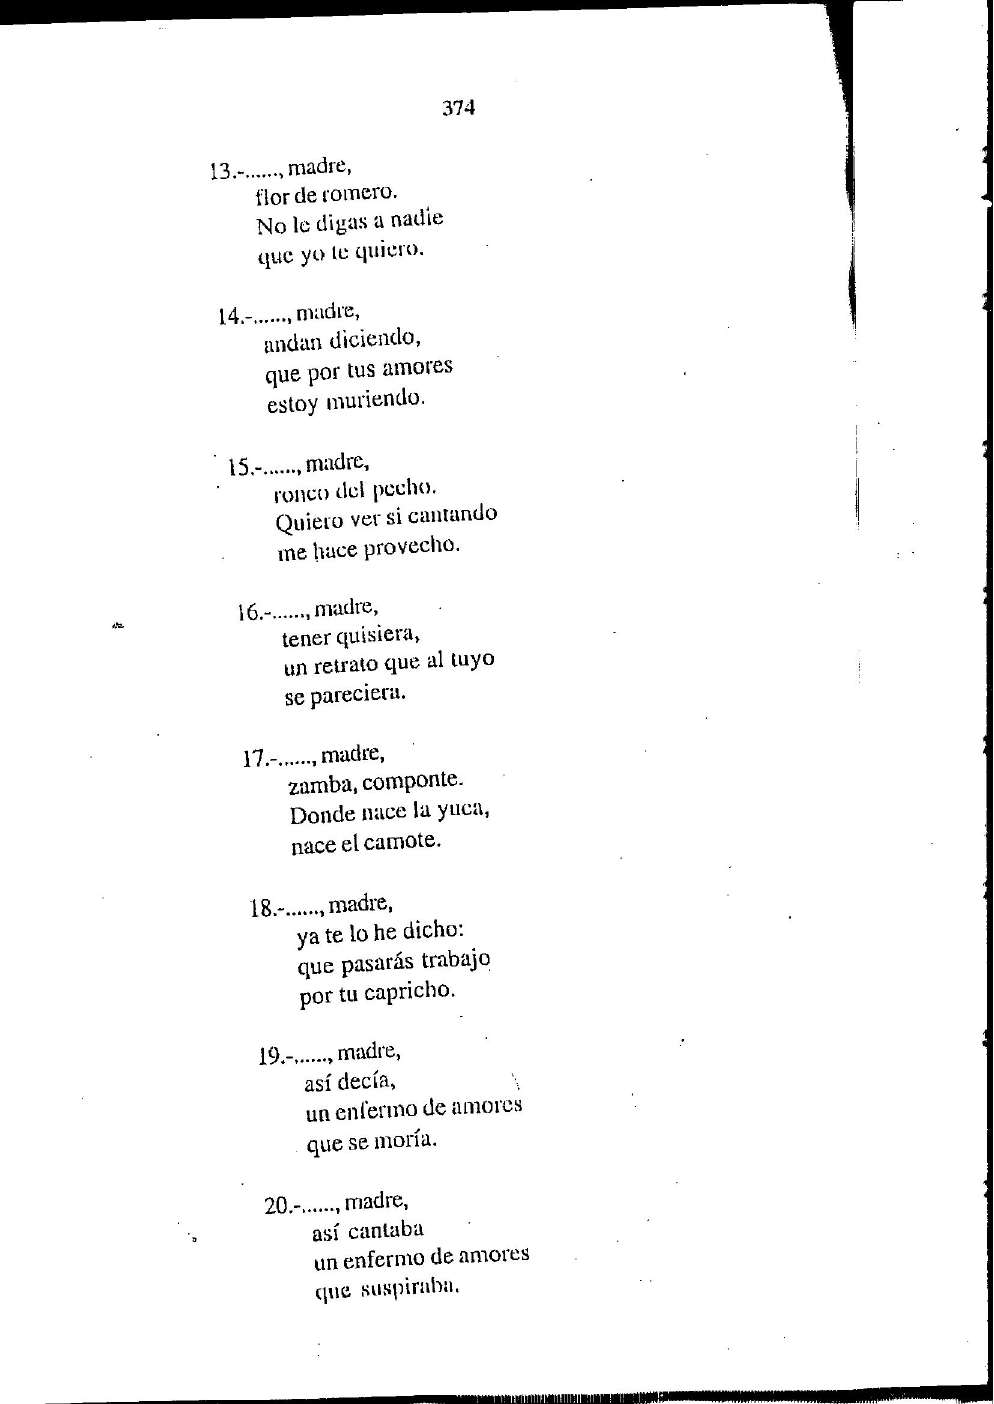 374
13.-......, madre,
flor de romero.
No le digas a nadie
que yo te quiero.
14.-......, madre,
andan diciendo,
que por tus amores
estoy muriendo.
15.-......, madre,
ronco del pecho.
Quiero ver si cantando
me hace provecho.
16.-......, madre,
tener quisiera,
un retrato que al tuyo
se pareciera.
17.-......, madre,
zamba, componte.
Donde nace la yuca,
nace el camote.
18.-......, madre,
ya te lo he dicho:
que pasarás trabajo
por tu capricho.
19.-......, madre,
así decía,
un enfermo de amores
que se moría.
20.-......, madre,
así cantaba
un enfermo de amores
que suspiraba.